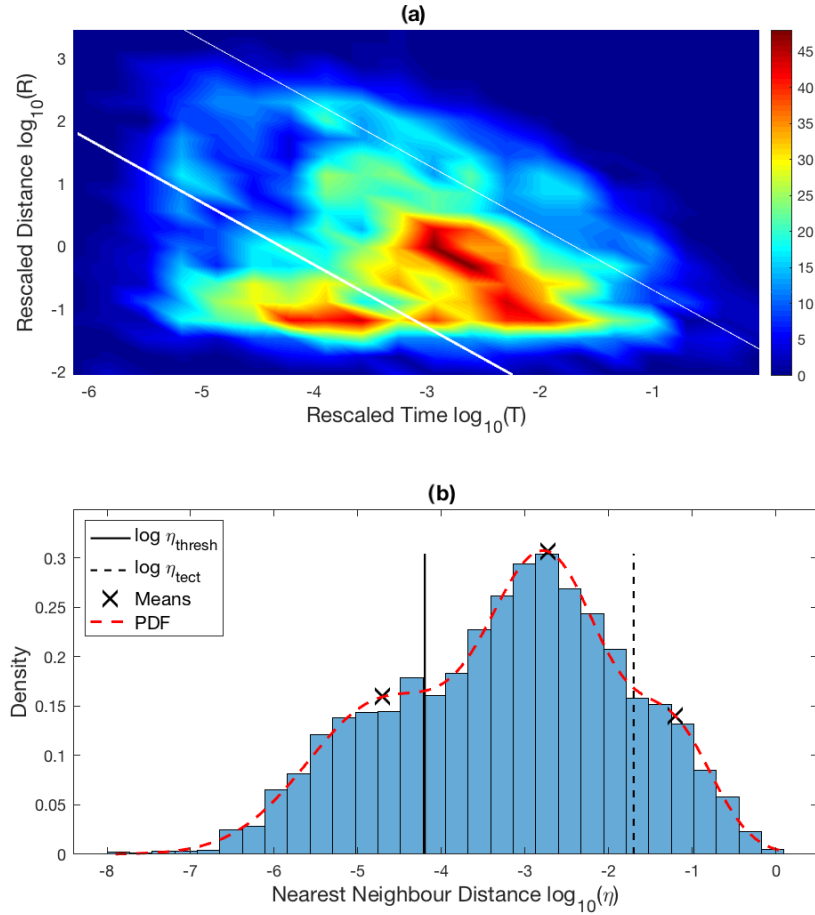 (a)
Rescaled Distance log10(R)
3
2
1
0
-1
-2
-6 -5 -4 -3 -2 -1
Rescaled Time log10(T)
45
40
35
30
25
20
15
10
5
0
(b)
log ηthresh
log ηtect
Means
PDF
Density
0.3
0.25
0.2
0.15
0.1
0.05
0
-8 -7 -6 -5 -4 -3 -2 -1 0
Nearest Neighbour Distance log10(η)